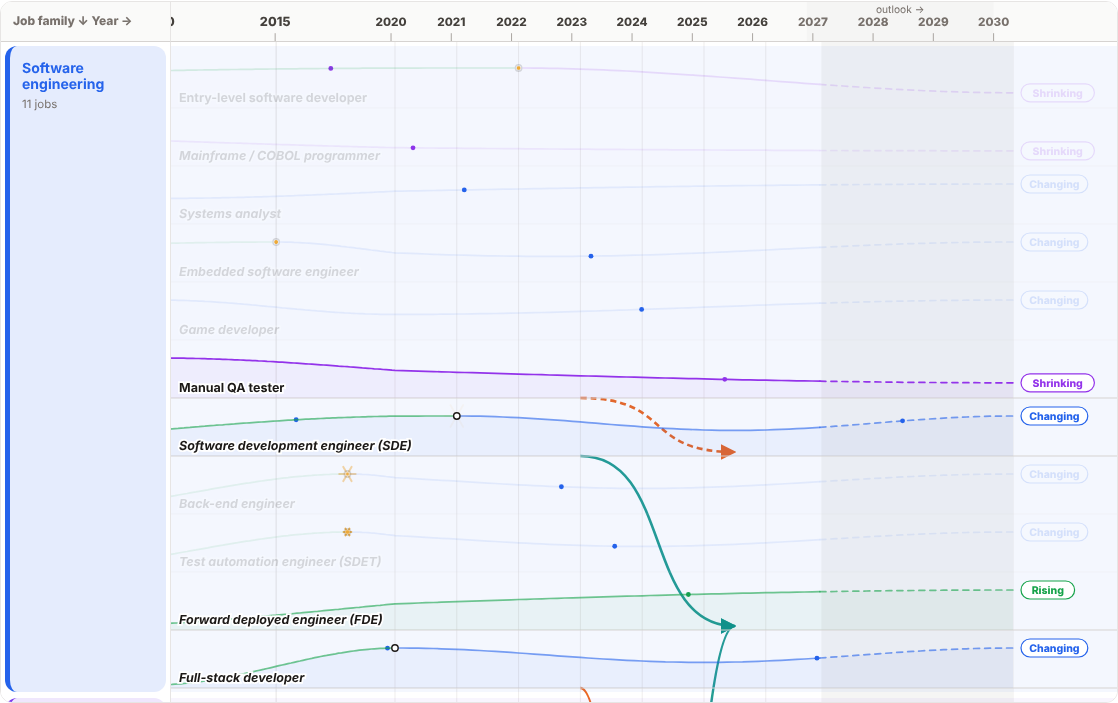 outlook →
Job family ↓ Year →
0 2015 2020 2021 2022 2023 2024 2025 2026 2027 2028 2029 2030
Software
engineering
11 jobs
Entry-level software developer
Shrinking
Mainframe / COBOL programmer
Shrinking
Systems analyst
Changing
Embedded software engineer
Changing
Game developer
Changing
Manual QA tester
Shrinking
Software development engineer (SDE)
Changing
Back-end engineer
Changing
Test automation engineer (SDET)
Changing
Forward deployed engineer (FDE)
Rising
Full-stack developer
Changing